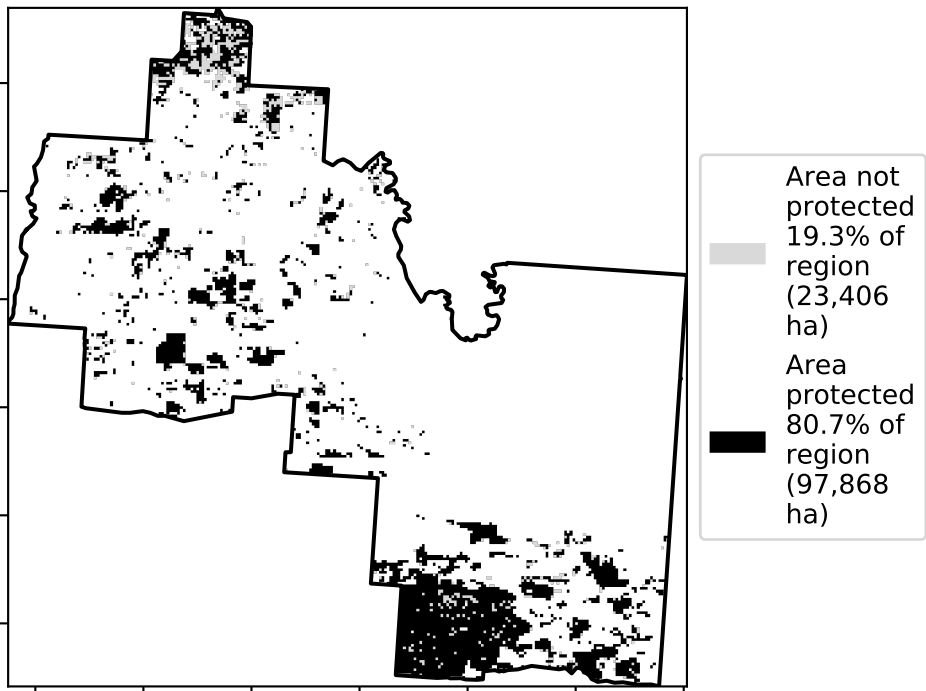 Area not
protected
19.3% of
region
(23,406
ha)
Area
protected
80.7% of
region
(97,868
ha)